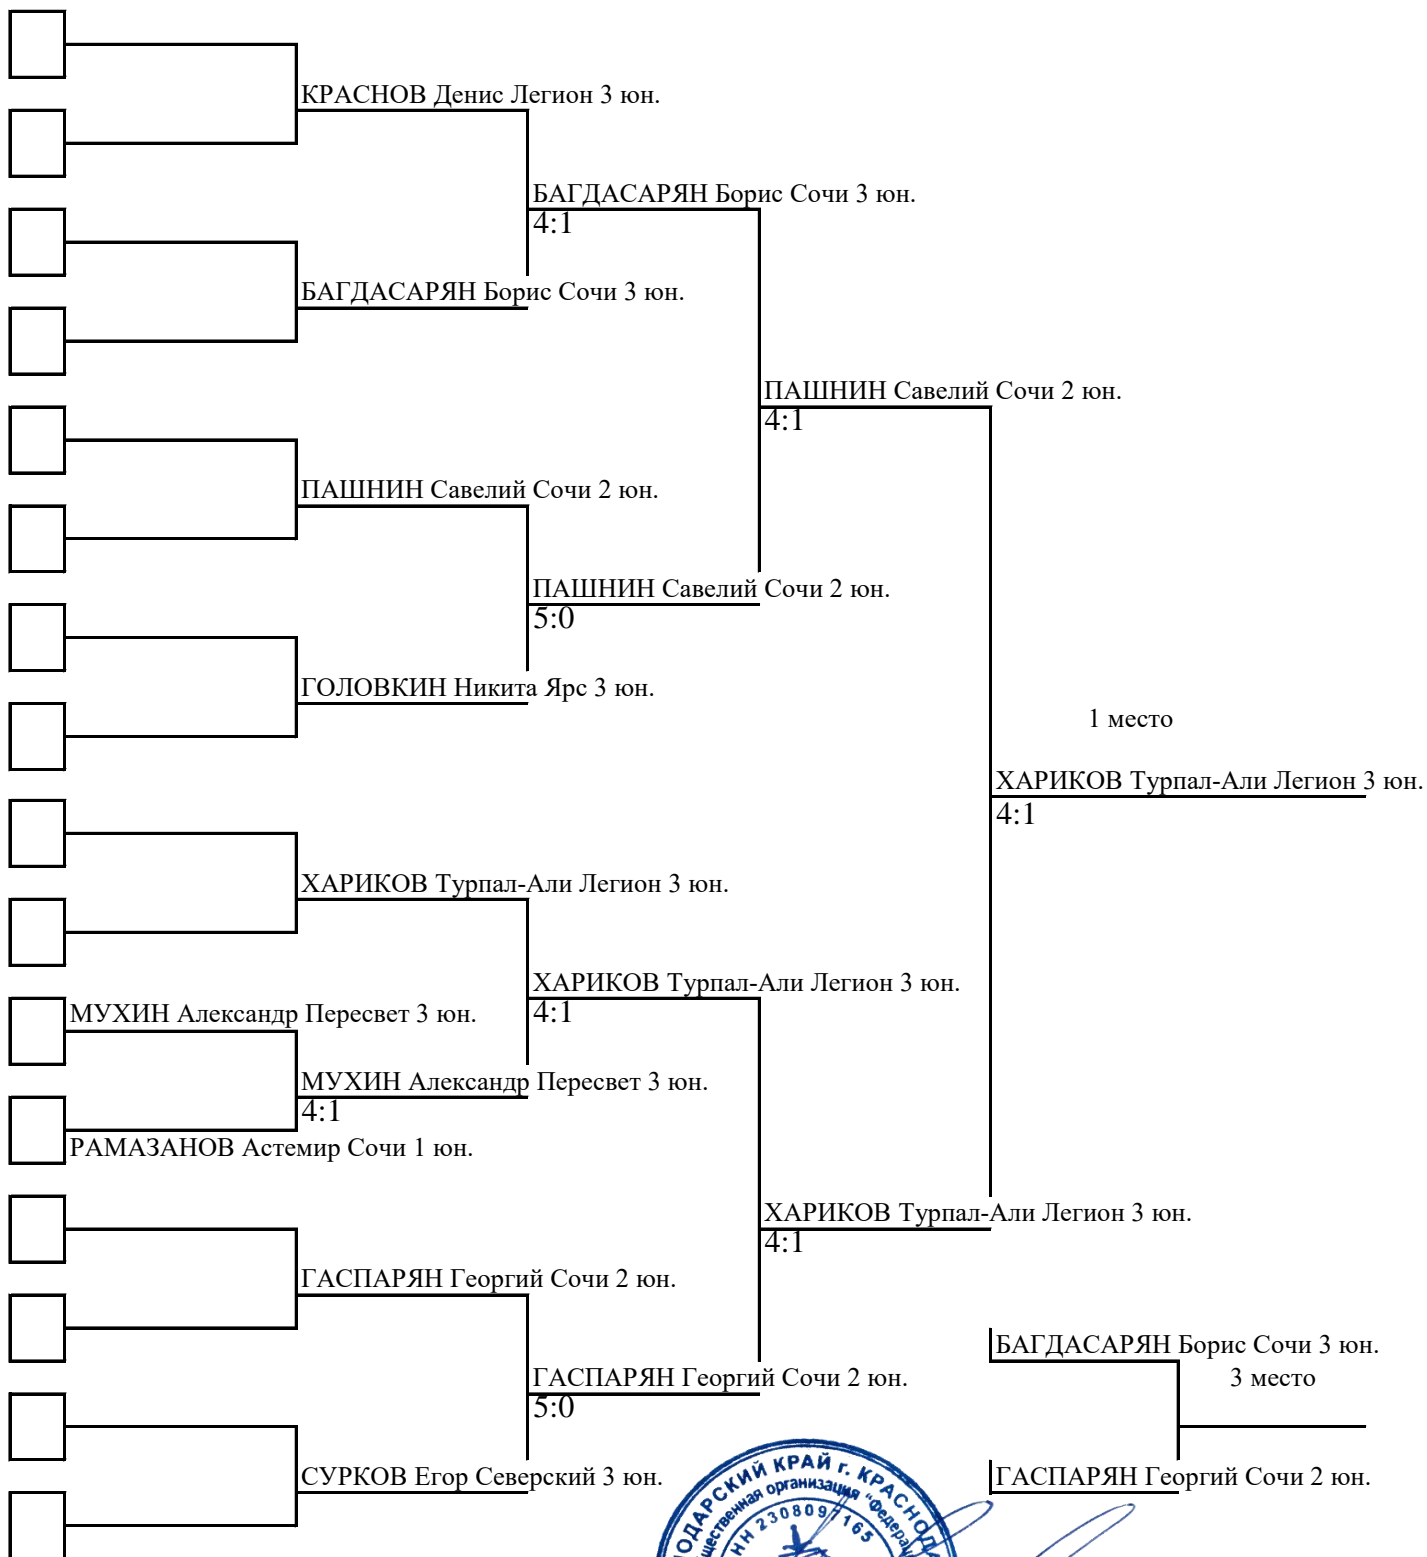 КРАСНОВ Денис Легион 3 юн.
БАГДАСАРЯН Борис Сочи 3 юн.
4:1
БАГДАСАРЯН Борис Сочи 3 юн.
ПАШНИН Савелий Сочи 2 юн.
4:1
ПАШНИН Савелий Сочи 2 юн.
ПАШНИН Савелий Сочи 2 юн.
5:0
ГОЛОВКИН Никита Ярс 3 юн.
1 место
ХАРИКОВ Турпал-Али Легион 3 юн.
4:1
ХАРИКОВ Турпал-Али Легион 3 юн.
ХАРИКОВ Турпал-Али Легион 3 юн.
4:1
МУХИН Александр Пересвет 3 юн.
МУХИН Александр Пересвет 3 юн.
4:1
РАМАЗАНОВ Астемир Сочи 1 юн.
ХАРИКОВ Турпал-Али Легион 3 юн.
4:1
ГАСПАРЯН Георгий Сочи 2 юн.
БАГДАСАРЯН Борис Сочи 3 юн.
3 место
ГАСПАРЯН Георгий Сочи 2 юн.
5:0
СУРКОВ Егор Северский 3 юн.
ГАСПАРЯН Георгий Сочи 2 юн.
КРАЙ г.
организация
2308097165